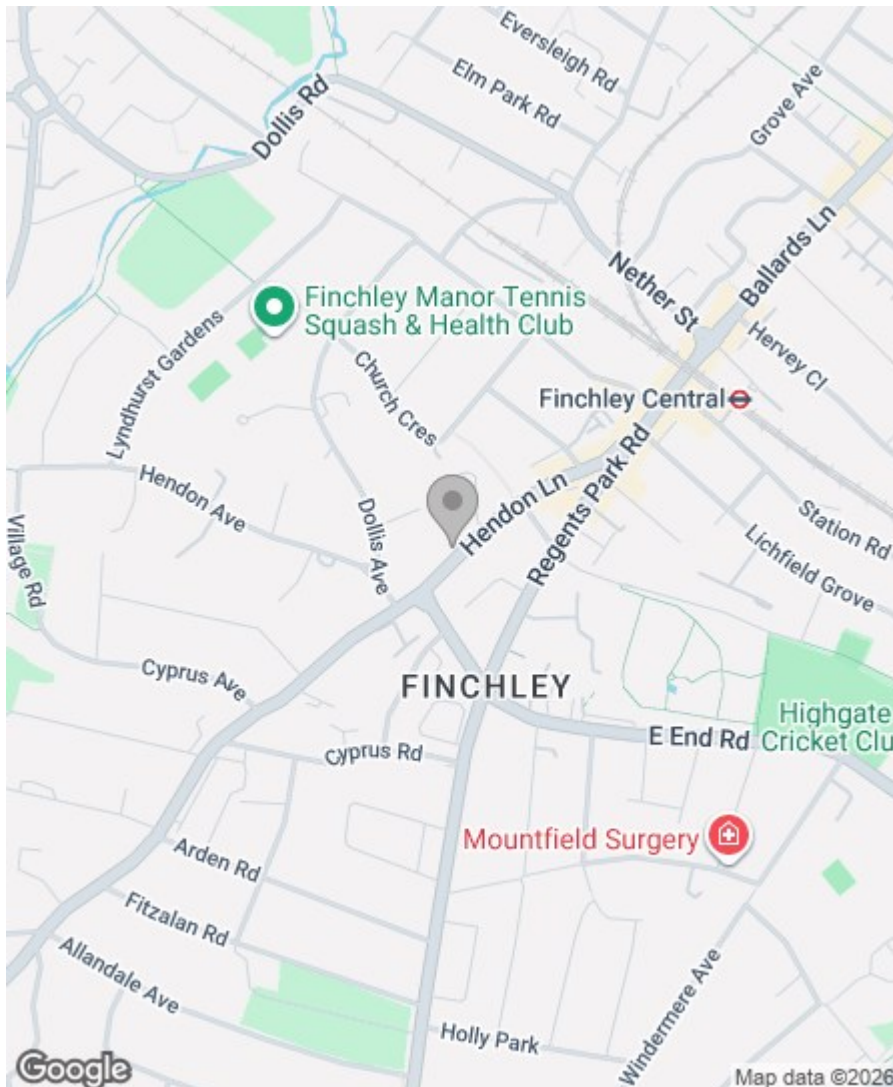 Eversleigh Rd
Elm Park Rd
Grove Ave
Dollis Rd
Ballards Ln
Nether St
Finchley Manor Tennis
Squash & Health Club
Hervey Cl
Lyndhurst Gardens
Church Cres
Finchley Central
Hendon Ln
Regents Park Rd
Station Rd
Hendon Ave
Dollis Ave
Lichfield Grove
Village Rd
Cyprus Ave
FINCHLEY
Highgate
Cricket Clu
E End Rd
Cyprus Rd
Mountfield Surgery
Arden Rd
Fitzalan Rd
Allandale Ave
Windermere Ave
Holly Park
Google
Map data ©2026